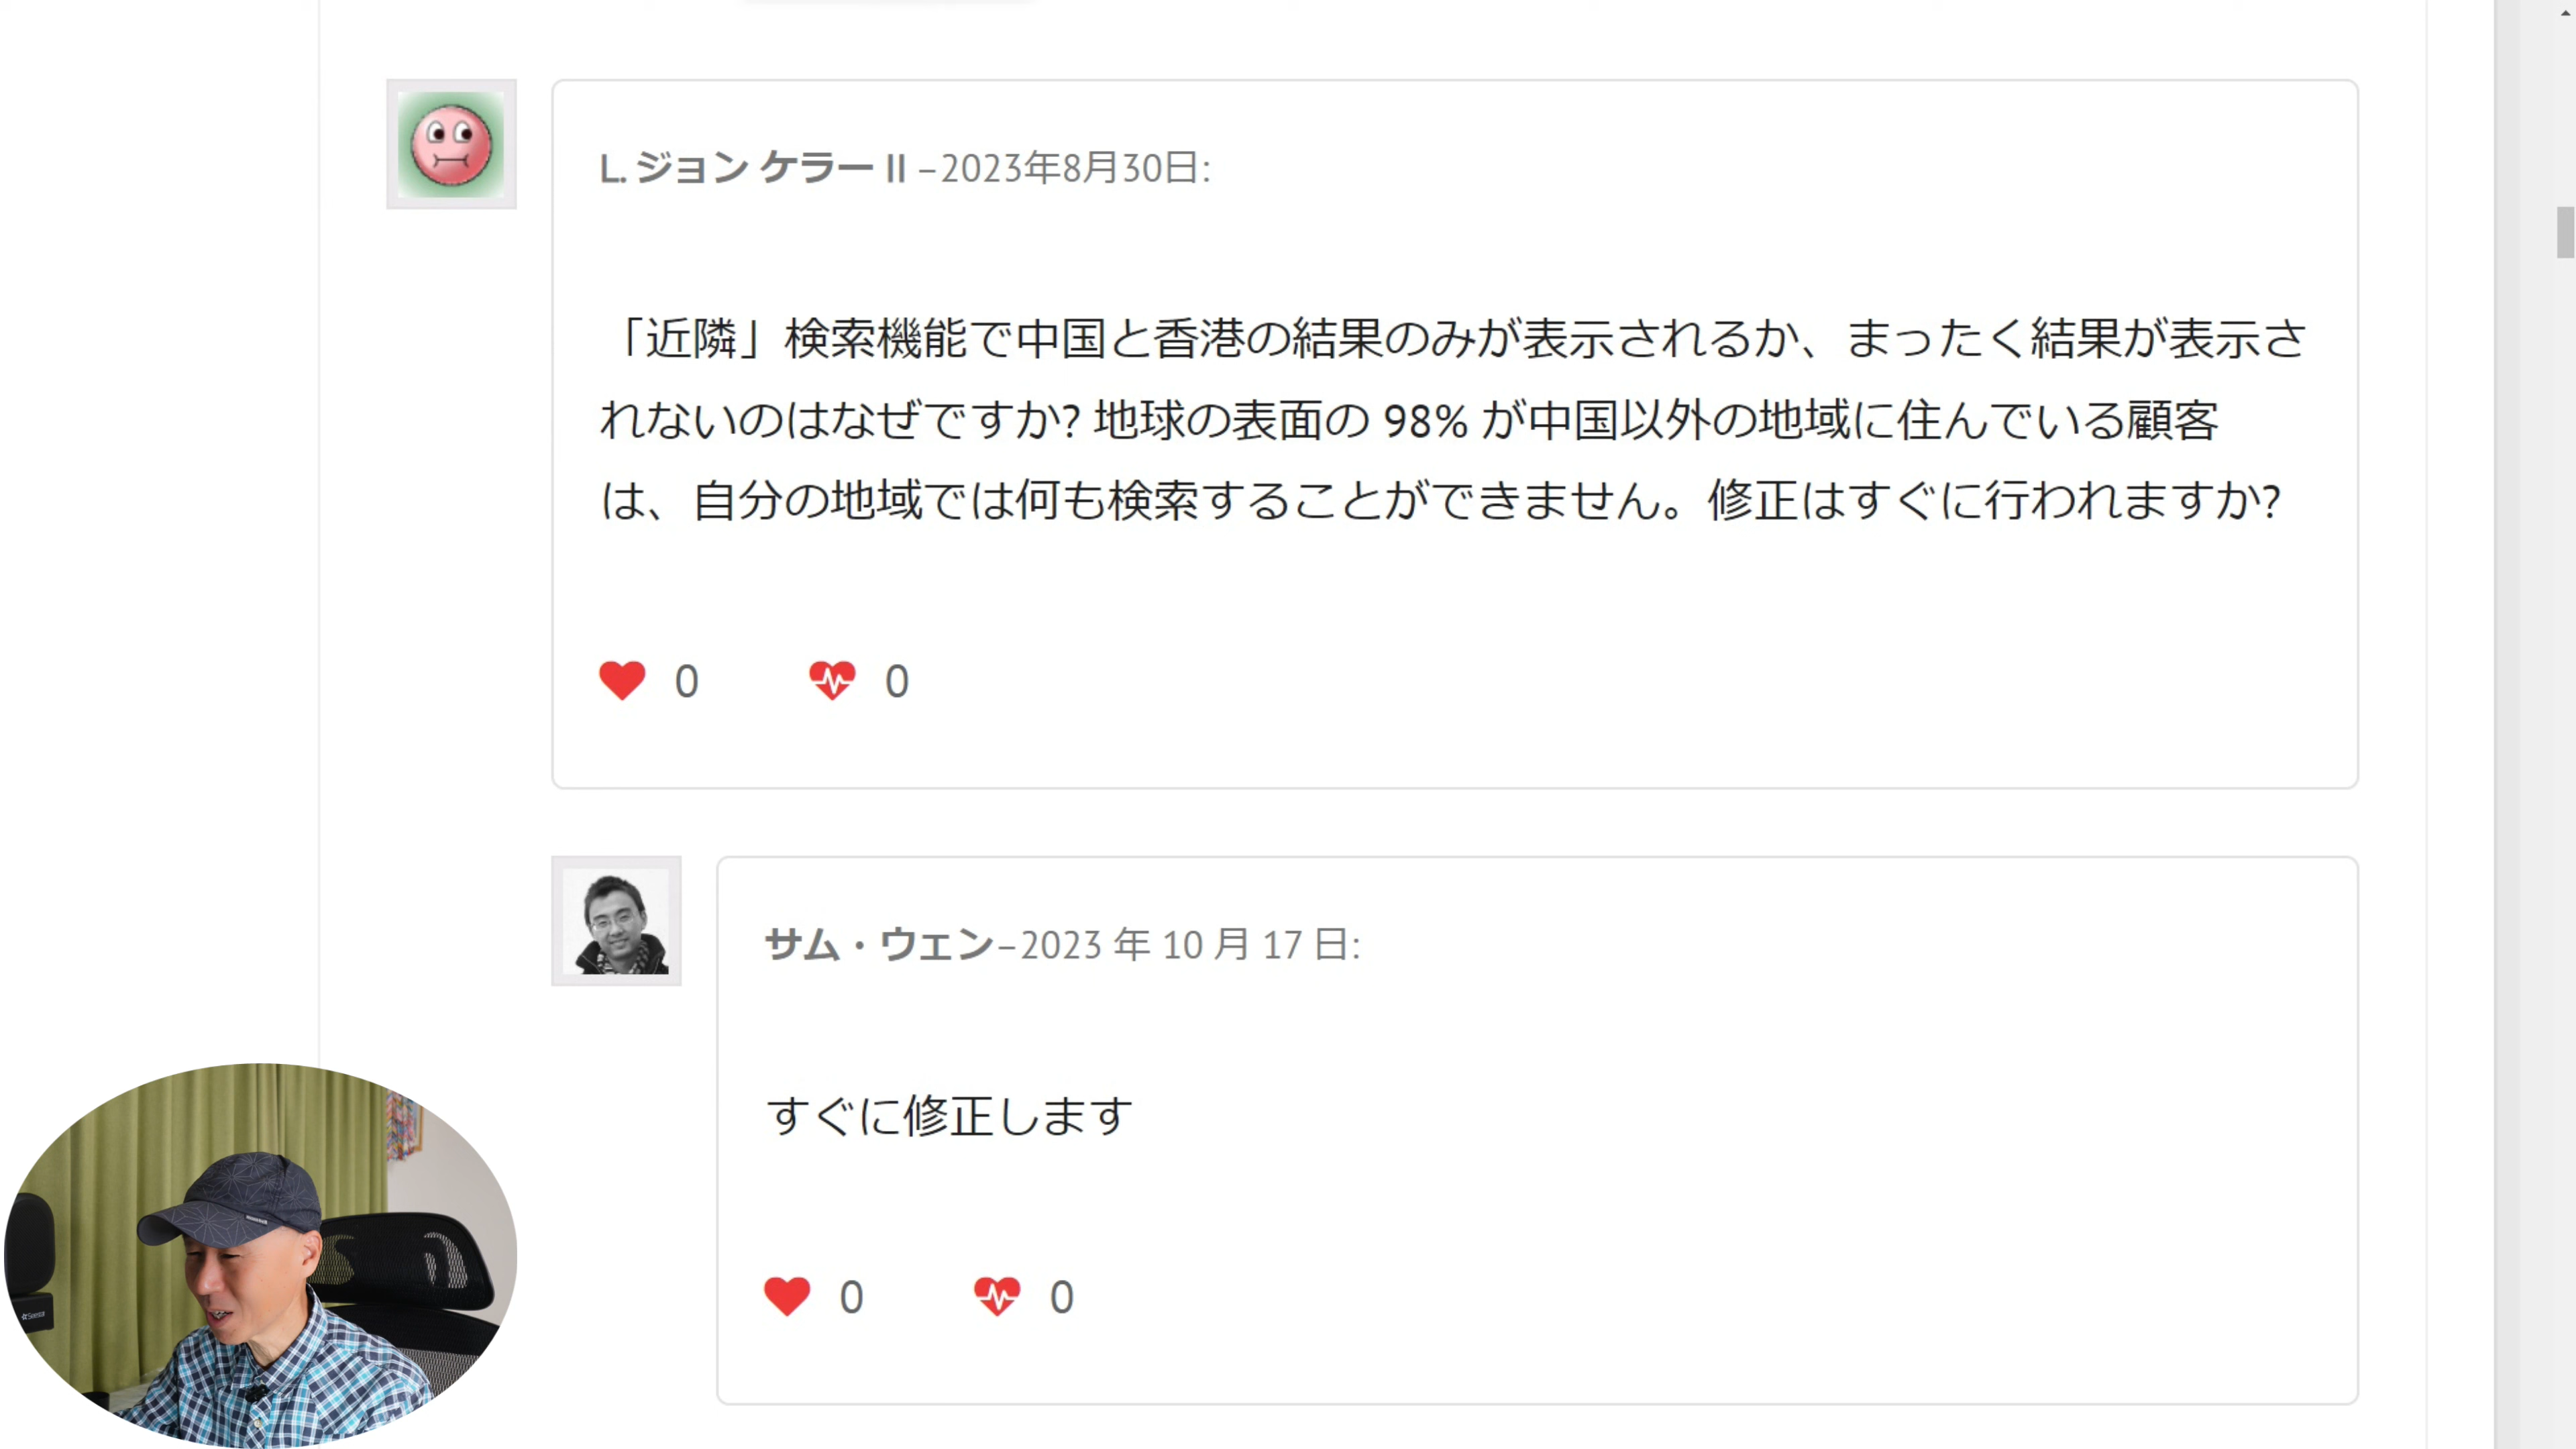 L. ジョン ケラー II –2023年8月30日:
「近隣」検索機能で中国と香港の結果のみが表示されるか、まったく結果が表示さ
れないのはなぜですか? 地球の表面の 98% が中国以外の地域に住んでいる顧客
は、自分の地域では何も検索することができません。修正はすぐに行われますか?
0 0
サム・ウェン–2023 年 10 月 17 日:
すぐに修正します
0 0